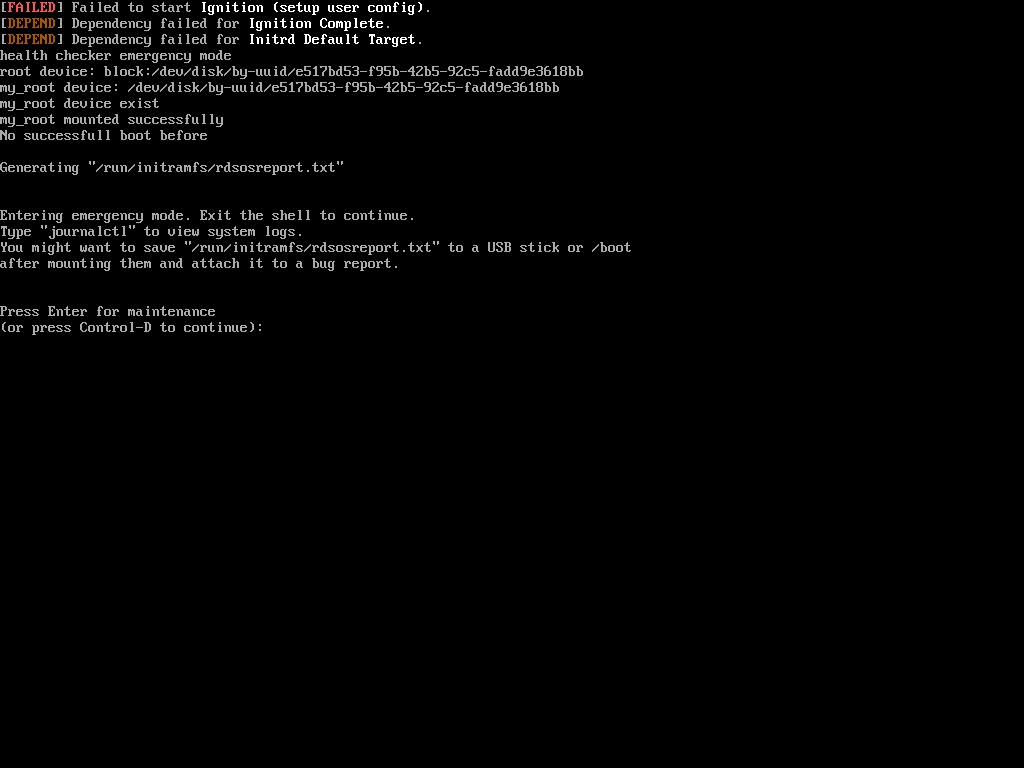 [FAILED] Failed to start Ignition (setup user config).
[DEPEND] Dependency failed for Ignition Complete.
[DEPEND] Dependency failed for Initrd Default Target.
health checker emergency mode
root device: block:/dev/disk/by-uuid/e517bd53-f95b-42b5-92c5-fadd9e3618bb
my_root device: /dev/disk/by-uuid/e517bd53-f95b-42b5-92c5-fadd9e3618bb
my_root device exist
my_root mounted successfully
No successfull boot before
Generating "/run/initramfs/rdsosreport.txt"
Entering emergency mode. Exit the shell to continue.
Type "journalctl" to view system logs.
You might want to save "/run/initramfs/rdsosreport.txt" to a USB stick or /boot
after mounting them and attach it to a bug report.
Press Enter for maintenance
(or press Control-D to continue):